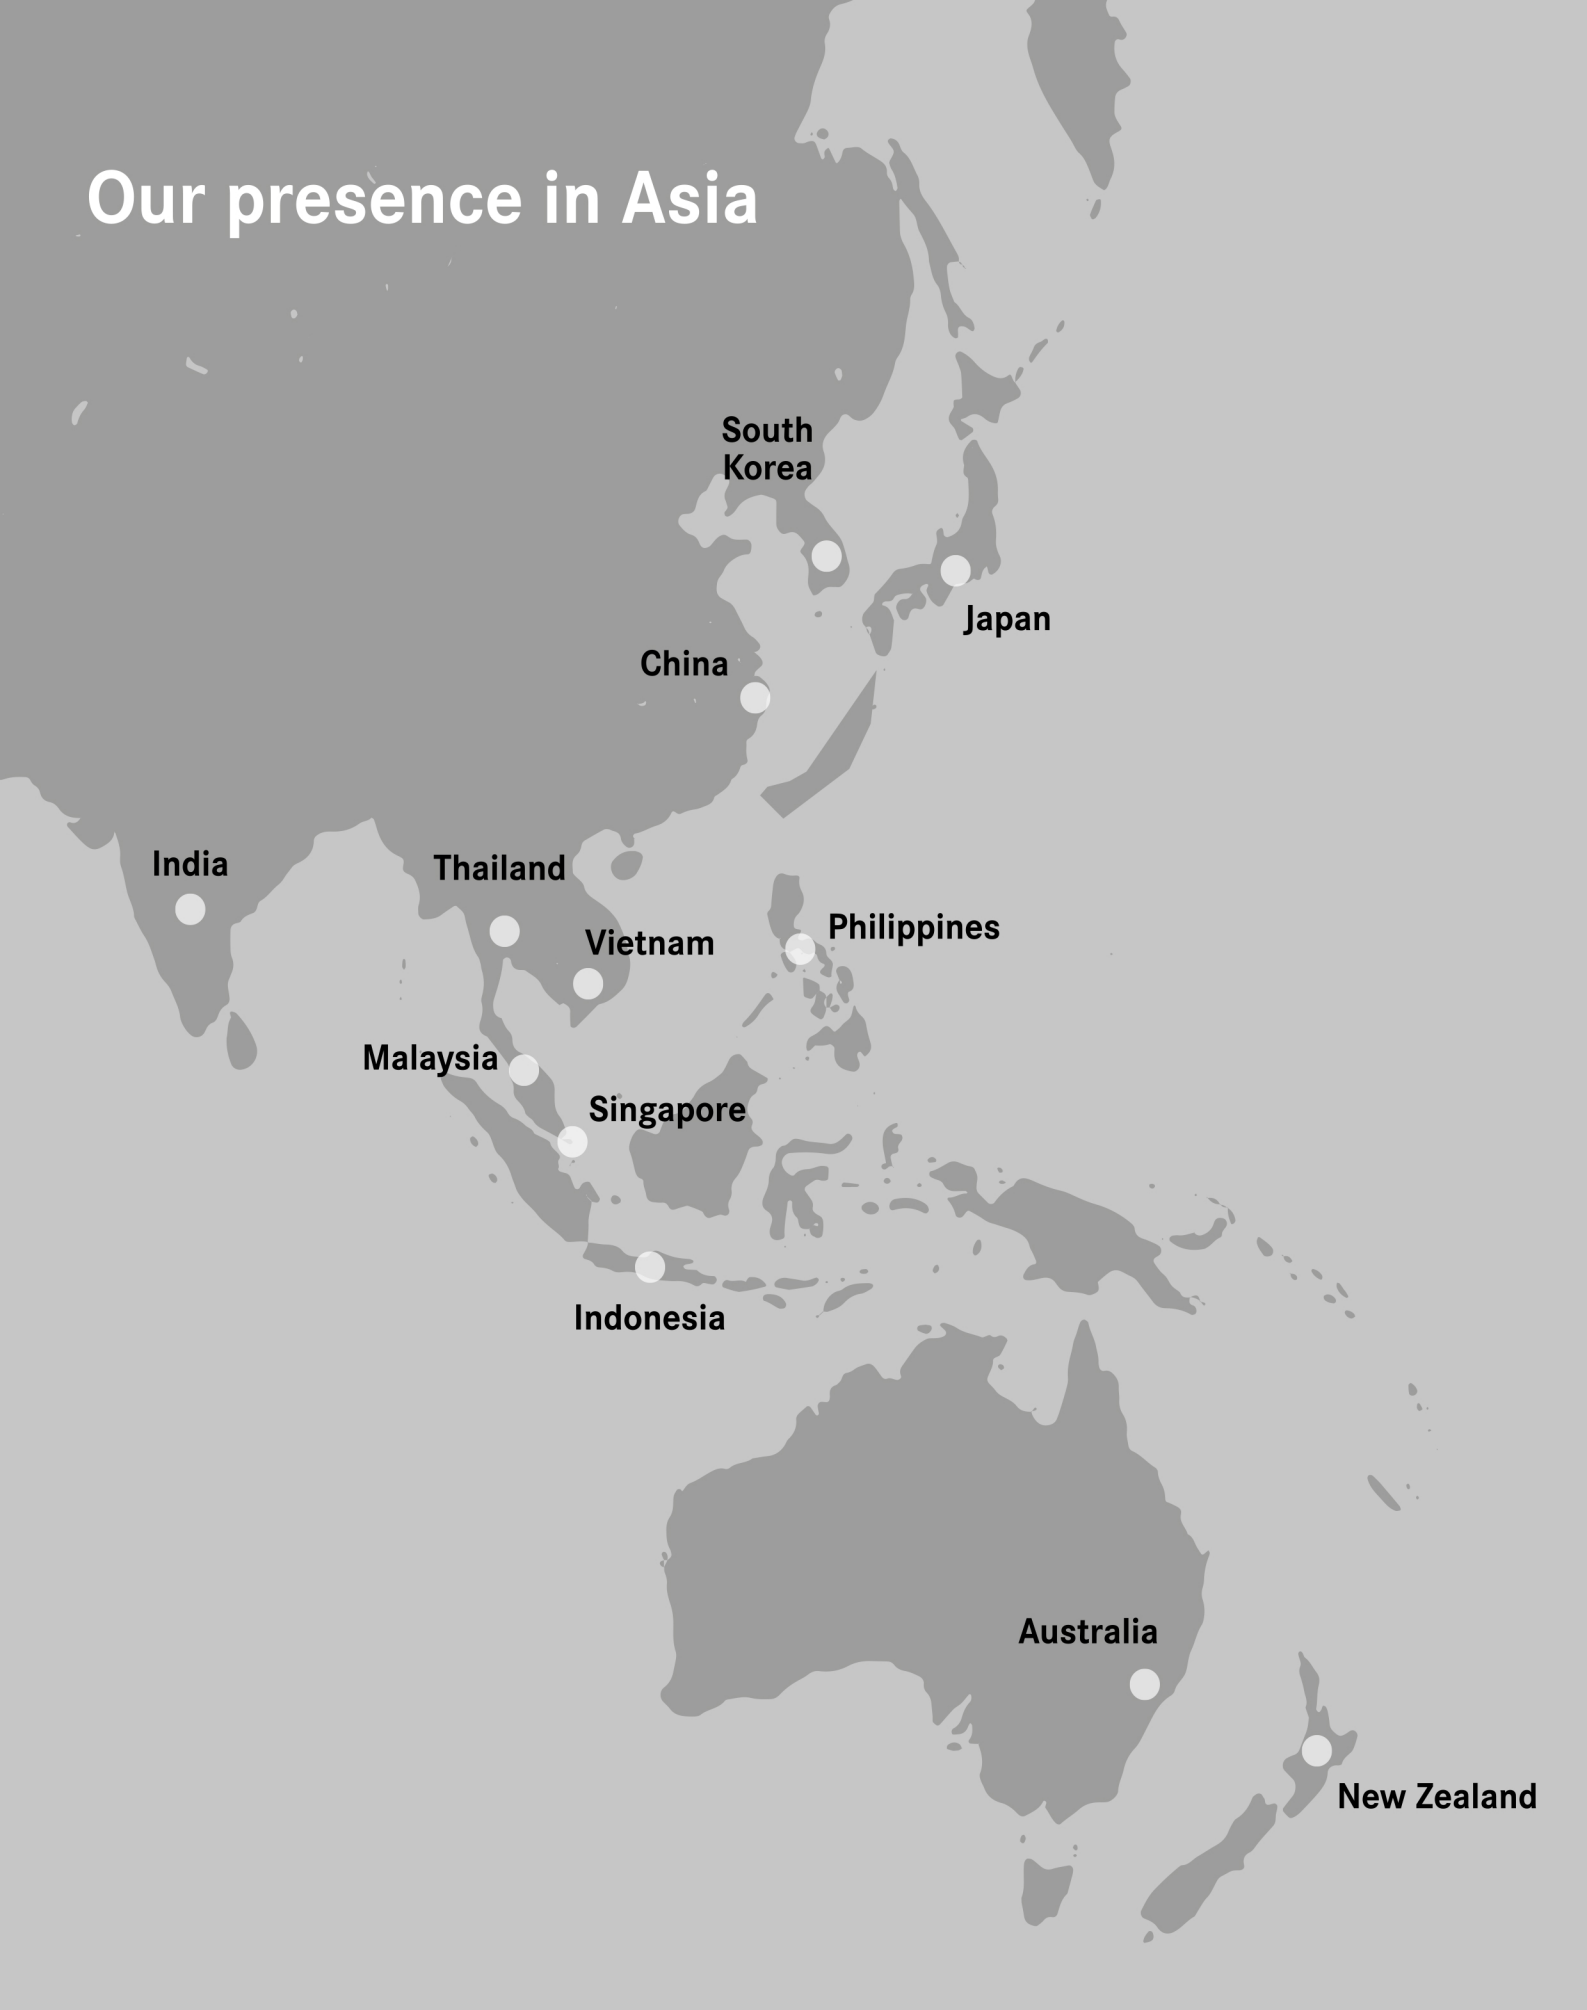 Our presence in Asia
South
Korea
Japan
China
India
Thailand
Philippines
Vietnam
Malaysia
Singapore
Indonesia
Australia
New Zealand